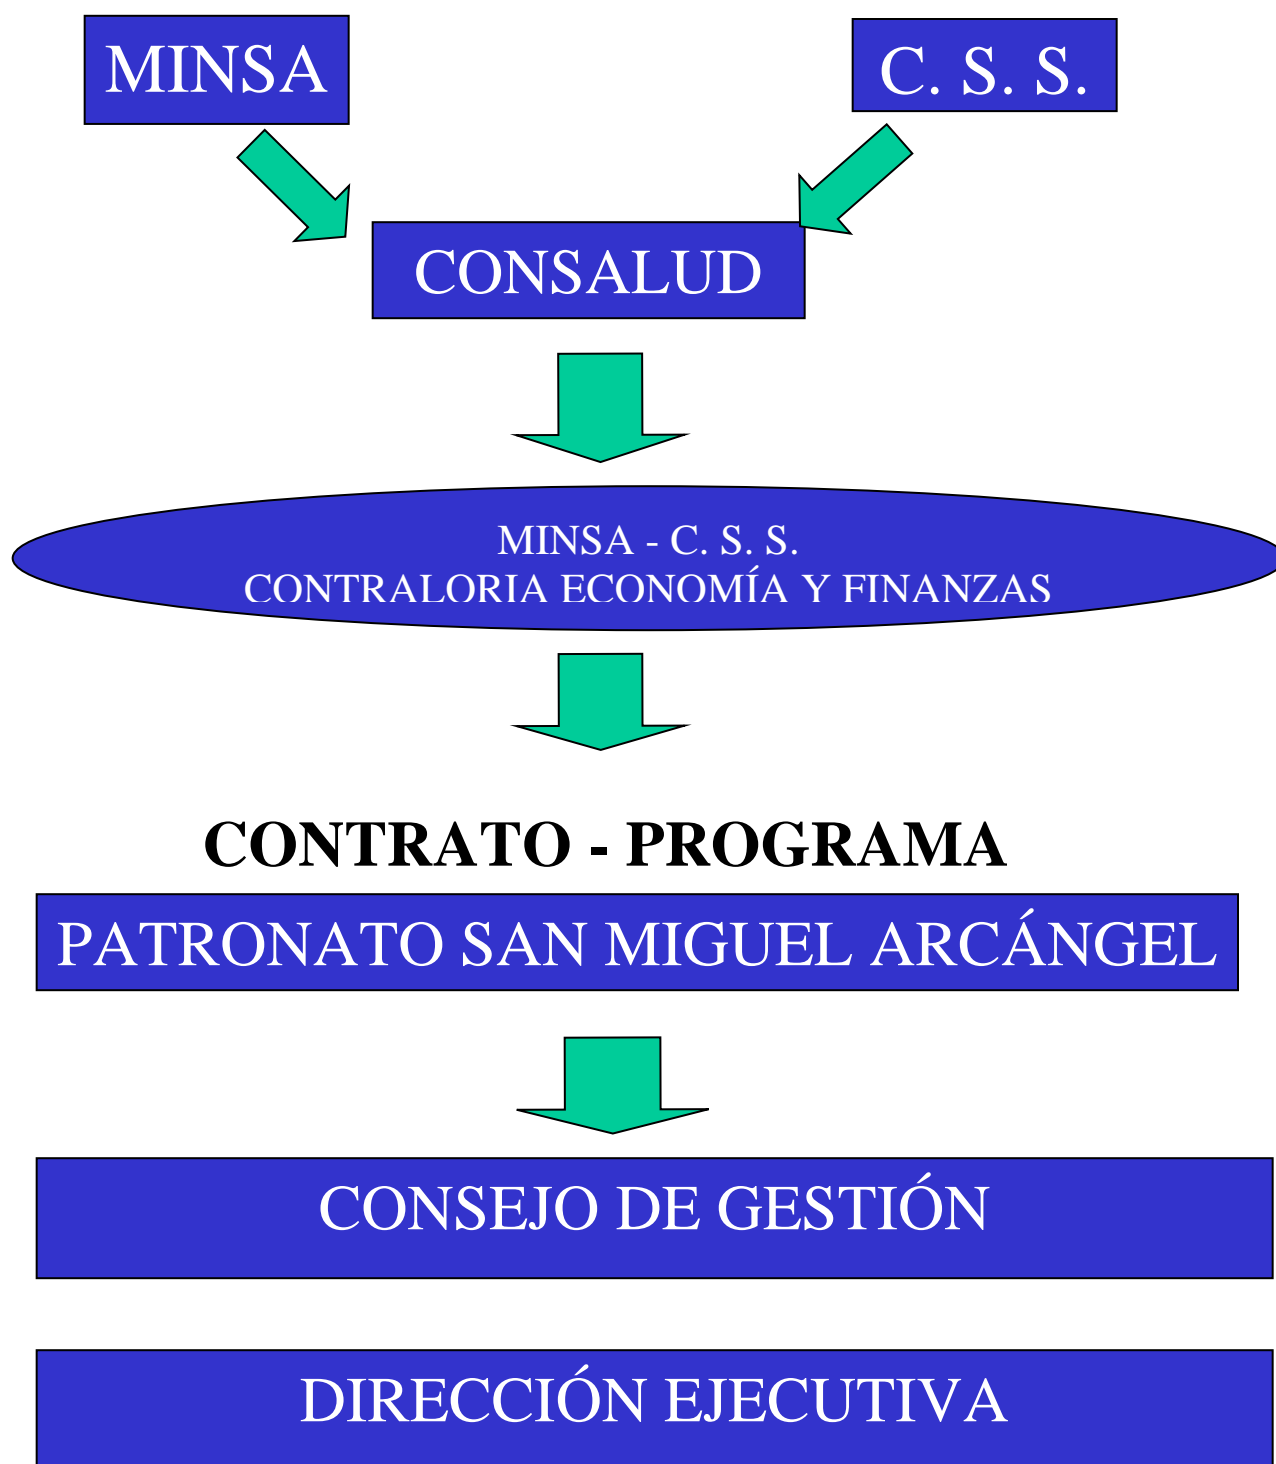 MINSA
C. S. S.
CONSALUD
MINSA - C. S. S.
CONTRALORIA ECONOMÍA Y FINANZAS
CONTRATO - PROGRAMA
PATRONATO SAN MIGUEL ARCÁNGEL
CONSEJO DE GESTIÓN
DIRECCIÓN EJECUTIVA